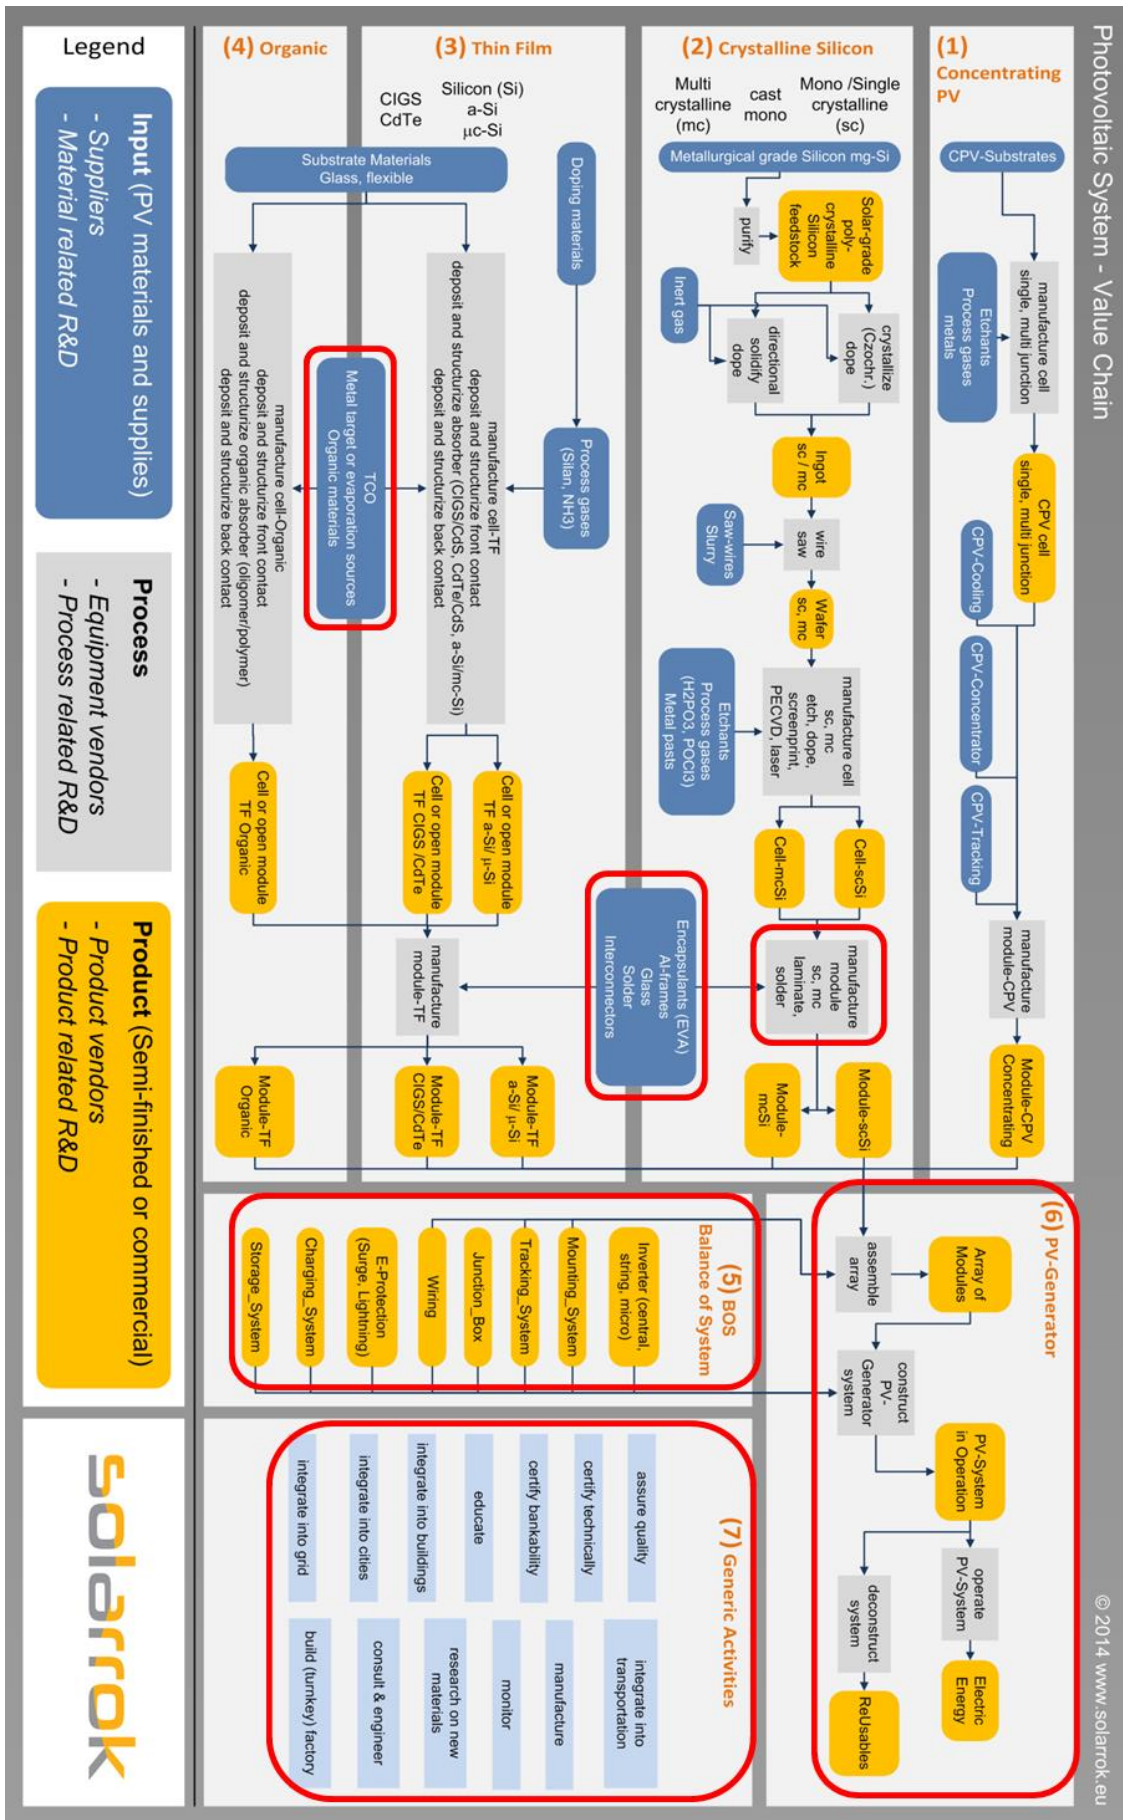 Photovoltaic System - Value Chain
© 2014 www.solarrok.eu
(1)
Concentrating
PV
CPV-Substrates
manufacture cell
single, multi junction
Etchants
Process gases
metals
CPV cell
single, multi junction
CPV-Cooling
CPV-Concentrator
CPV-Tracking
manufacture
module-CPV
Module-CPV
Concentrating
(2) Crystalline Silicon
Multi
crystalline
(mc)
cast
mono
Mono /Single
crystalline
(sc)
Metallurgical grade Silicon mg-Si
purify
Solar-grade
poly-
crystalline
Silicon
feedstock
Inert gas
crystallize
(Czochr.)
dope
directional
solidify
dope
Ingot
sc / mc
Saw-wires
Slurry
wire
saw
Wafer
sc, mc
Etchants
Process gases
(H2PO3, POCl3)
Metal pasts
manufacture cell
sc, mc
etch, dope,
screenprint,
PECVD, laser
Cell-scSi
Cell-mcSi
manufacture
module
sc, mc
laminate,
solder
Module-scSi
Module-
mcSi
Encapsulants (EVA)
Al-frames
Glass
Solder
Interconnectors
(3) Thin Film
CIGS
CdTe
Silicon (Si)
a-Si
μc-Si
Substrate Materials
Glass, flexible
Doping materials
Process gases
(Silan, NH3)
manufacture cell-TF
deposit and structurize front contact
deposit and structurize absorber (CIGS/CdS, CdTe/CdS, a-Si/mc-Si)
deposit and structurize back contact
TCO
Metal target or evaporation sources
Organic materials
Cell or open module
TF a-Si/ μ-Si
Cell or open module
TF CIGS /CdTe
manufacture
module-TF
Module-TF
a-Si/ μ-Si
Module-TF
CIGS/CdTe
(4) Organic
manufacture cell-Organic
deposit and structurize front contact
deposit and structurize organic absorber (oligomer/polymer)
deposit and structurize back contact
Cell or open module
TF Organic
Module-TF
Organic
(5) BOS
Balance of System
Inverter (central,
string, micro)
Mounting_System
Tracking_System
Junction_Box
Wiring
E-Protection
(Surge, Lightning)
Charging_System
Storage_System
(6) PV-Generator
assemble
array
Array of
Modules
construct
PV-
Generator
system
PV-System
in Operation
operate
PV-System
deconstruct
system
Electric
Energy
ReUsables
(7) Generic Activities
assure quality
certify technically
certify bankability
educate
integrate into buildings
integrate into cities
integrate into grid
integrate into
transportation
manufacture
monitor
research on new
materials
consult & engineer
build (turnkey) factory
Legend
Input (PV materials and supplies)
- Suppliers
- Material related R&D
Process
- Equipment vendors
- Process related R&D
Product (Semi-finished or commercial)
- Product vendors
- Product related R&D
solarrok